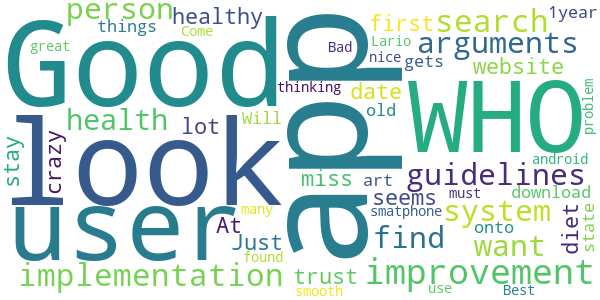 person
healthy
first
search
1year
things
Come
Good
great
app
Bad
Lario
nice
gets
arguments
website
problem
thinking
WHO
health
lot
Will
date
old
look
android
stay
crazy
miss
art
guidelines
seems
smatphone
must
download
user
At
many
system
state
diet
Just
find
want
onto
found
implementation
trust
improvement
smooth
use
Best